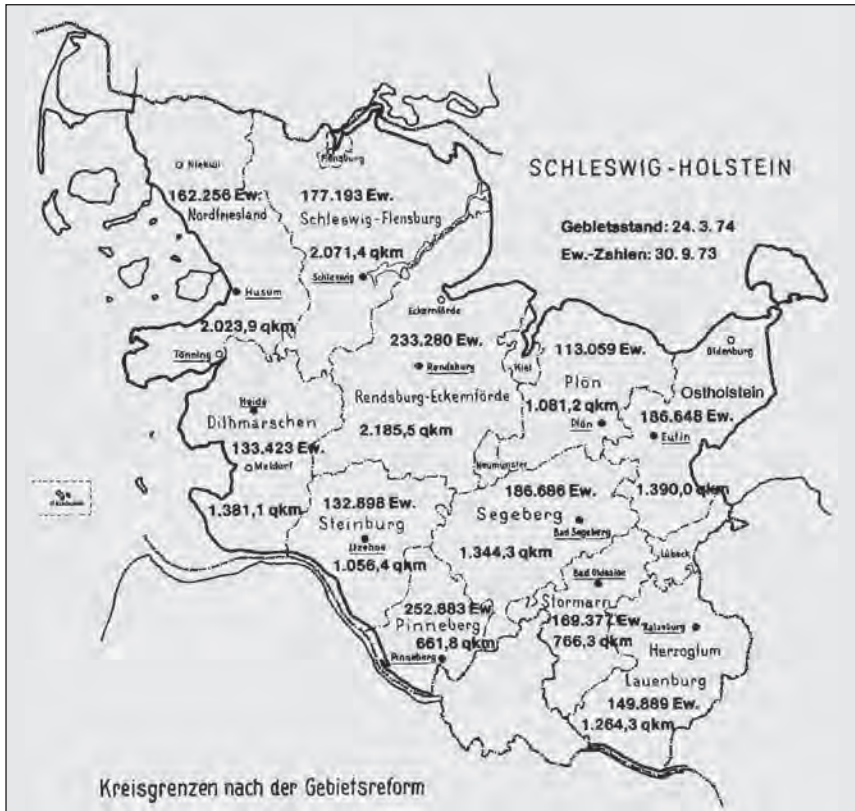 Flensburg
SCHLESWIG-HOLSTEIN
Niebüll
162.256 Ew.
Nordfriesland
177.193 Ew.
Schleswig-Flensburg
Gebietsstand: 24.3.74
Ew.-Zahlen: 30.9.73
2.071,4 qkm
Schleswig
Husum
2.023,9 qkm
Tönning
Eckernförde
233.280 Ew.
Rendsburg
Rendsburg-Eckernförde
2.185,5 qkm
Kiel
113.059 Ew.
Plön
1.081,2 qkm
Plön
Oldenburg
Ostholstein
186.648 Ew.
Eutin
1.390,0 qkm
Heide
Dithmarschen
133.423 Ew.
Meldorf
1.381,1 qkm
Neumünster
132.898 Ew.
Steinburg
Itzehoe
1.056,4 qkm
186.686 Ew.
Segeberg
Bad Segeberg
1.344,3 qkm
Lübeck
Bad Oldesloe
Stormarn
169.377 Ew.
766,3 qkm
252.883 Ew.
Pinneberg
661,8 qkm
Pinneberg
Ratzeburg
Herzogtum
Lauenburg
149.889 Ew.
1.264,3 qkm
Kreisgrenzen nach der Gebietsreform